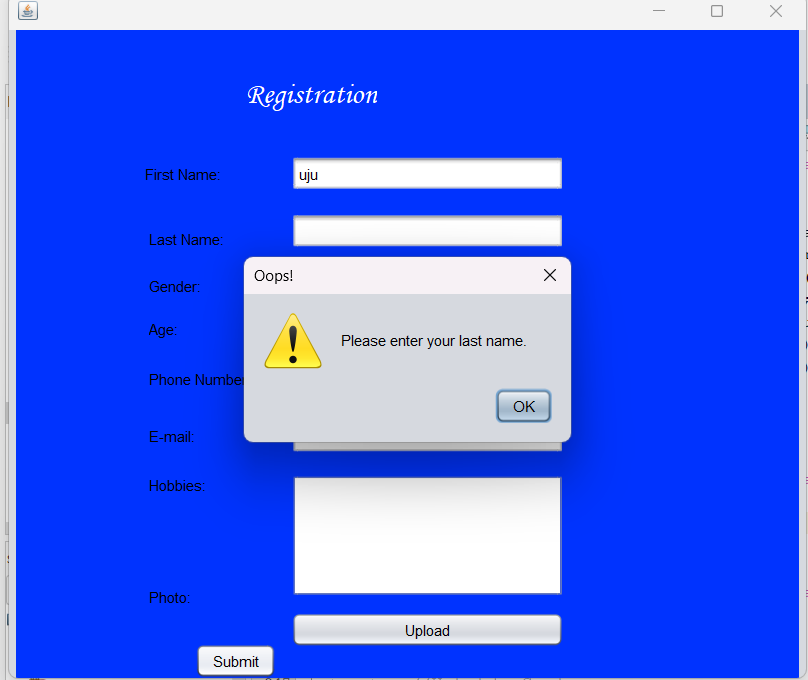 Registration
First Name:
uju
Last Name:
Oops!
Gender:
Age:
Please enter your last name.
Phone Number
OK
E-mail:
Hobbies:
Photo:
Upload
Submit